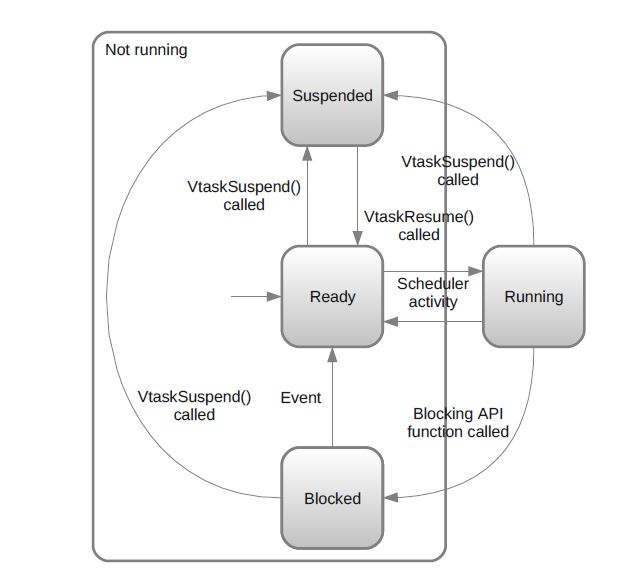 Not running
Suspended
VtaskSuspend()
called
VtaskSuspend()
called
VtaskResume()
called
Ready
Scheduler
activity
Running
VtaskSuspend()
called
Event
Blocking API
function called
Blocked